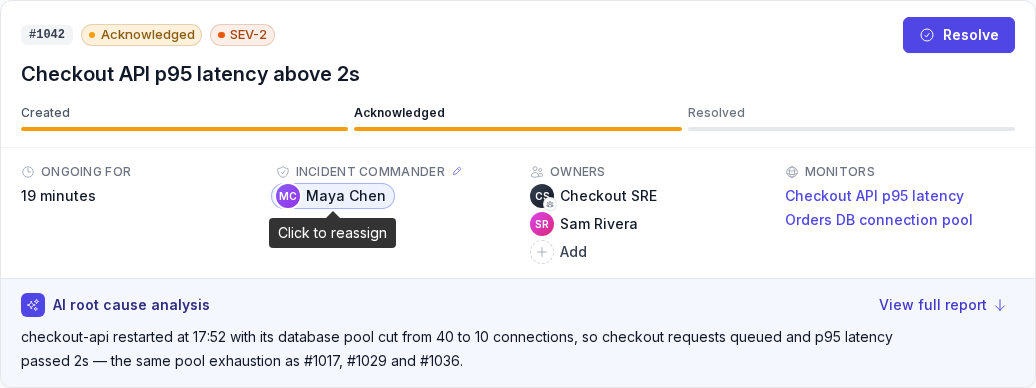 #1042 Acknowledged SEV-2 Resolve
Checkout API p95 latency above 2s
Created Acknowledged Resolved
ONGOING FOR
19 minutes
INCIDENT COMMANDER
MC Maya Chen
Click to reassign
OWNERS
CS Checkout SRE
SR Sam Rivera
Add
MONITORS
Checkout API p95 latency
Orders DB connection pool
AI root cause analysis View full report
checkout-api restarted at 17:52 with its database pool cut from 40 to 10 connections, so checkout requests queued and p95 latency
passed 2s — the same pool exhaustion as #1017, #1029 and #1036.